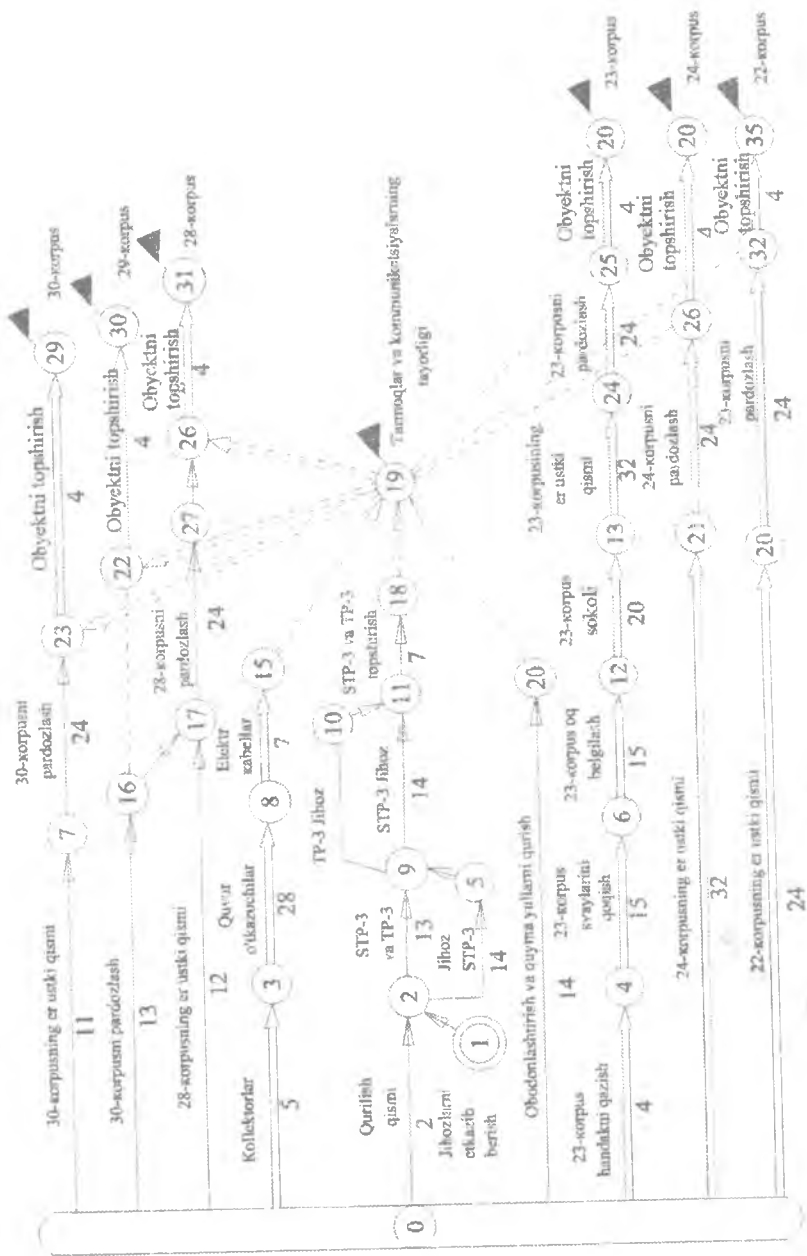 30-korpusning er ustki qismi
11
7
30-korpusni
pardozlash
24
23
Obyektni topshirish
4
29
30-korpus
30-korpusni pardozlash
13
16
22
Obyektni topshirish
4
30
29-korpus
28-korpusning er ustki qismi
12
17
28-korpusni
pardozlash
24
27
26
Obyektni
topshirish
4
31
28-korpus
Kollektorlar
5
3
Quvur
o'tkazuvchilar
28
8
Elektr
kabellar
7
15
0
Qurilish
qismi
2
Jihozlarni
etkazib
berish
1
2
STP-3
va TP-3
13
Jihoz
STP-3
14
5
9
TP-3 Jihoz
10
STP-3 Jihoz
14
11
STP-3 va TP-3
topshirish
7
18
19
Tarmoqlar va
tayorligi
Obodonlashtirish va quyma yullarni qurish
14
20
23-korpus
handakni qazish
4
4
23-korpus
svaylarini
qoqish
15
6
23-korpus oq
belgilash
15
12
23-korpus
sokoli
20
13
23-korpusining
er ustki
qismi
32
24
23-korpusni
pardozlash
24
25
Obyektni
topshirish
4
20
23-korpus
24-korpusning er ustki qismi
32
21
24-korpusni
pardozlash
24
26
Obyektni
topshirish
4
20
24-korpus
22-korpusning er ustki qismi
24
20
23-korpusni
pardozlash
24
32
Obyektni
topshirish
4
35
22-korpus